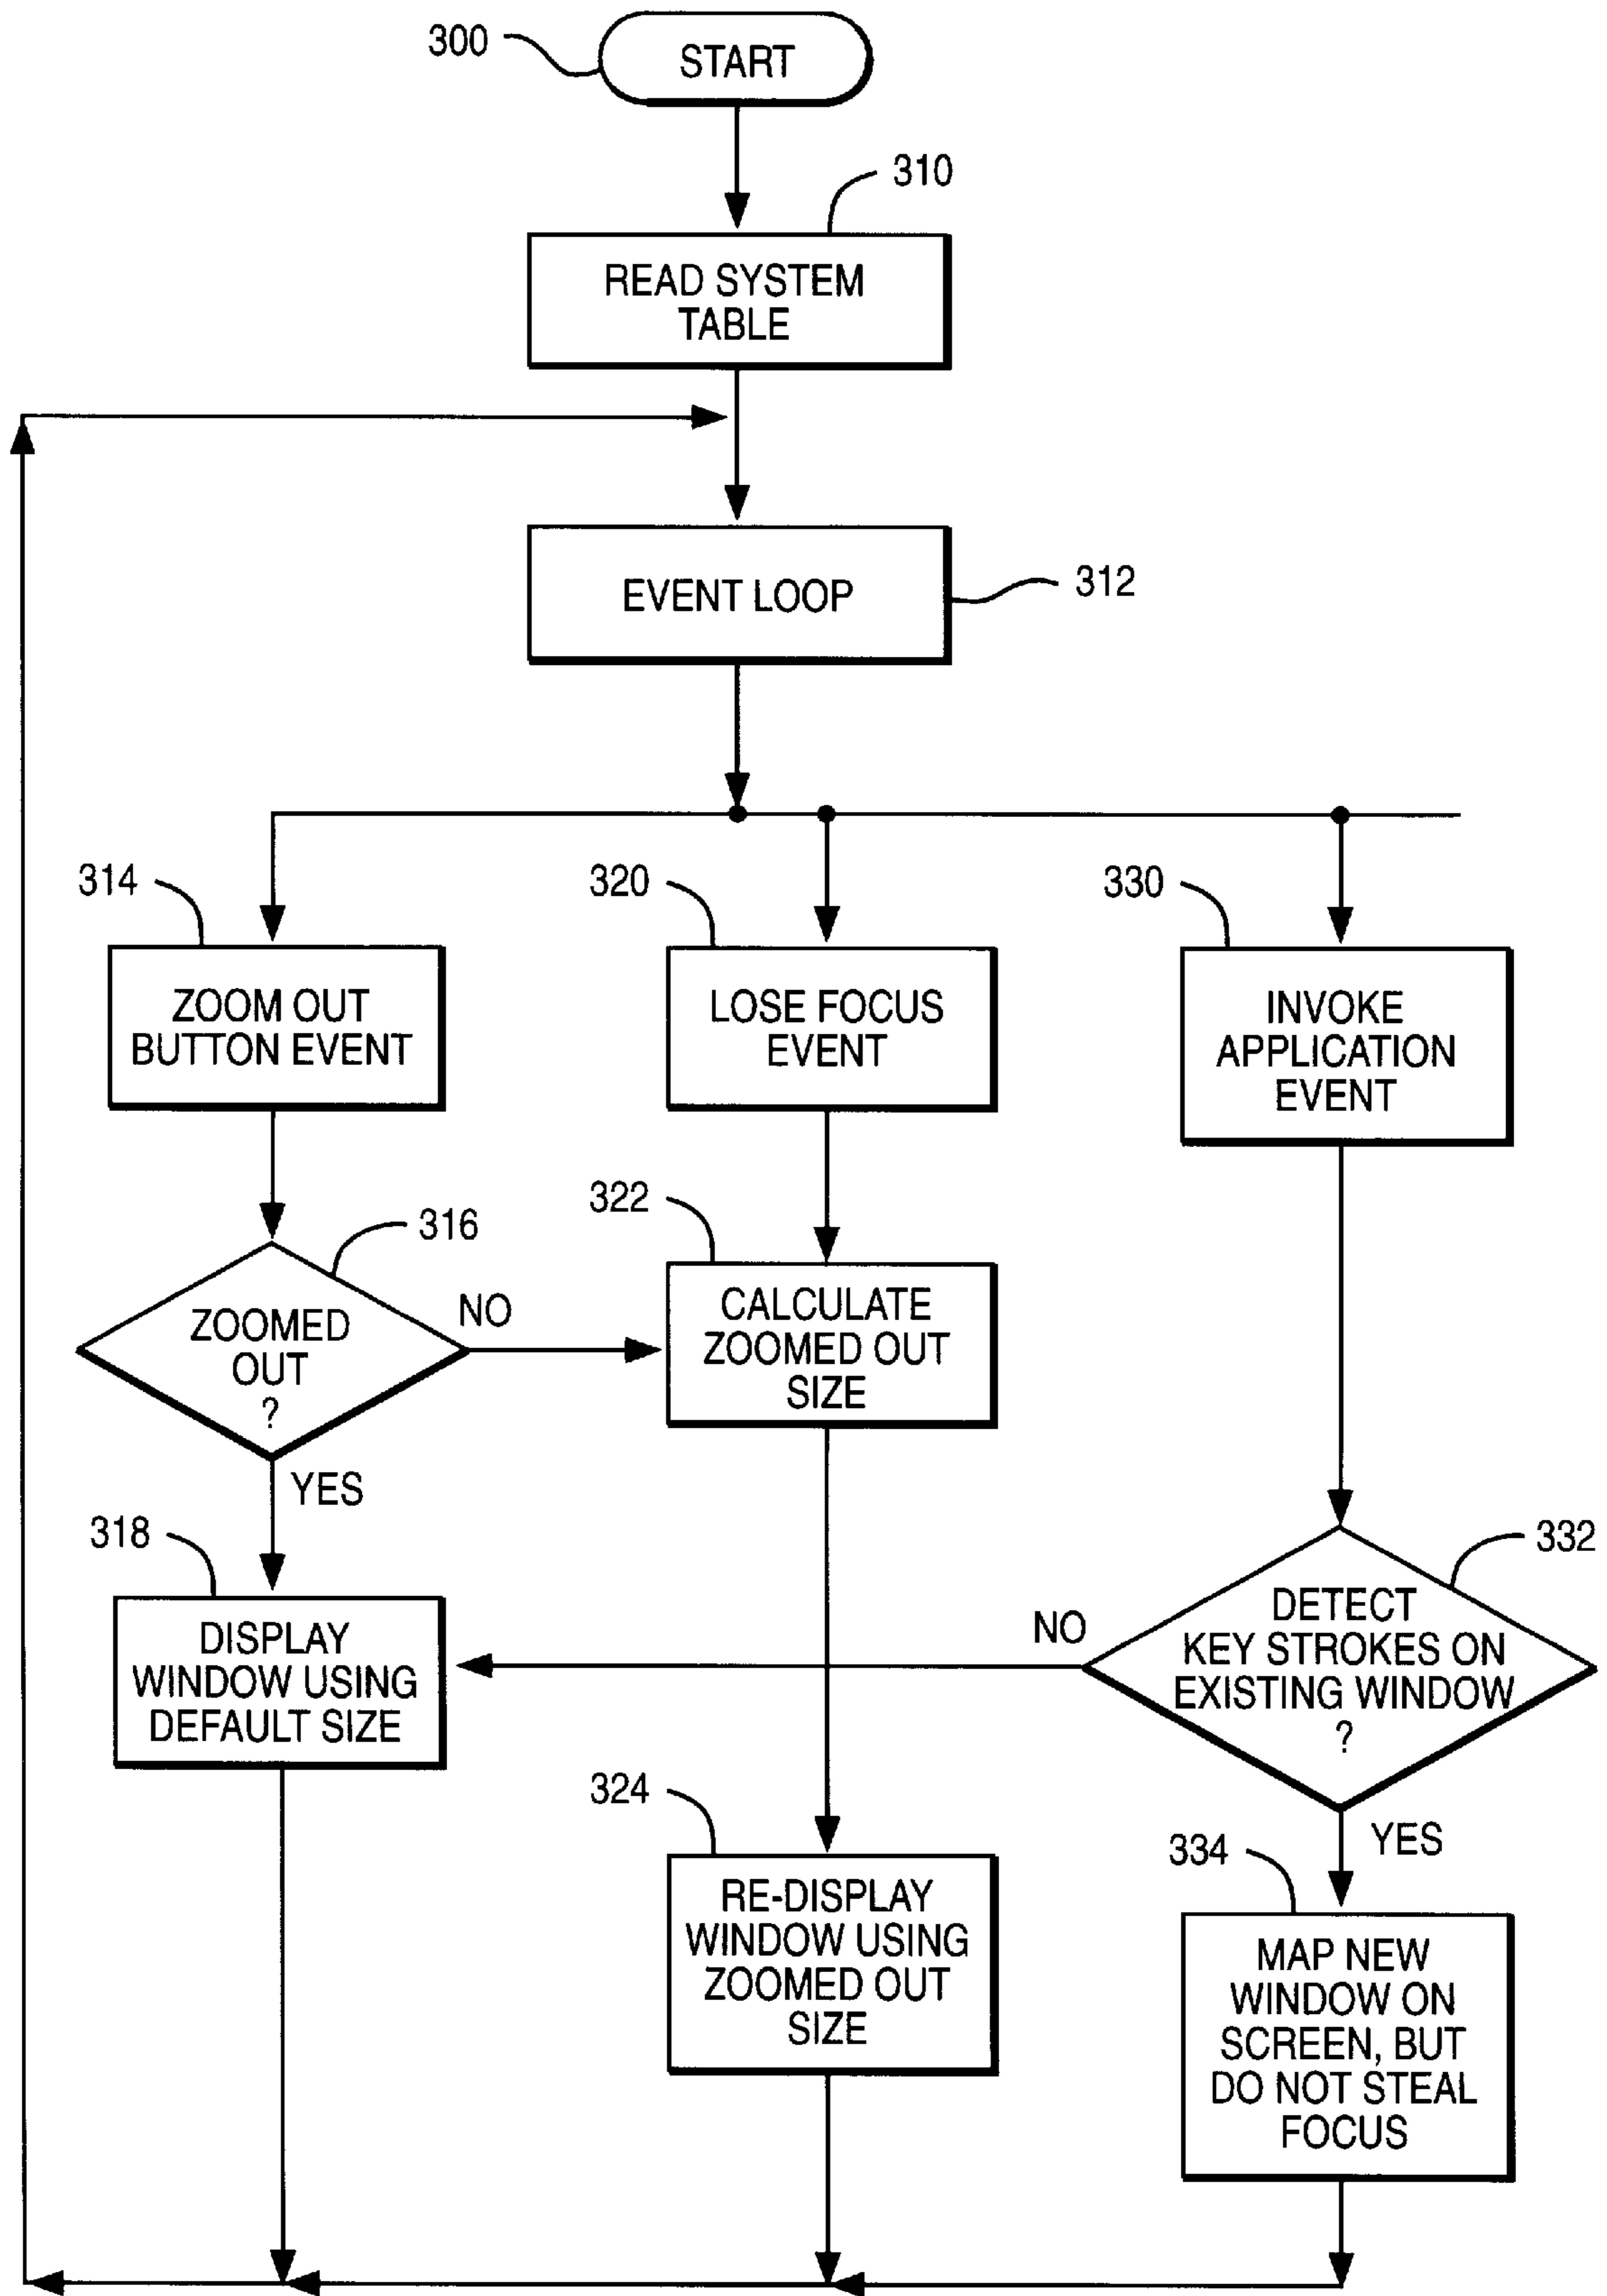 300
START
310
READ SYSTEM
TABLE
EVENT LOOP
312
314
320
330
ZOOM OUT
BUTTON EVENT
LOSE FOCUS
EVENT
INVOKE
APPLICATION
EVENT
316
322
ZOOMED
OUT
?
NO
CALCULATE
ZOOMED OUT
SIZE
YES
318
332
DISPLAY
WINDOW USING
DEFAULT SIZE
NO
DETECT
KEY STROKES ON
EXISTING WINDOW
?
324
YES
334
RE-DISPLAY
WINDOW USING
ZOOMED OUT
SIZE
MAP NEW
WINDOW ON
SCREEN, BUT
DO NOT STEAL
FOCUS